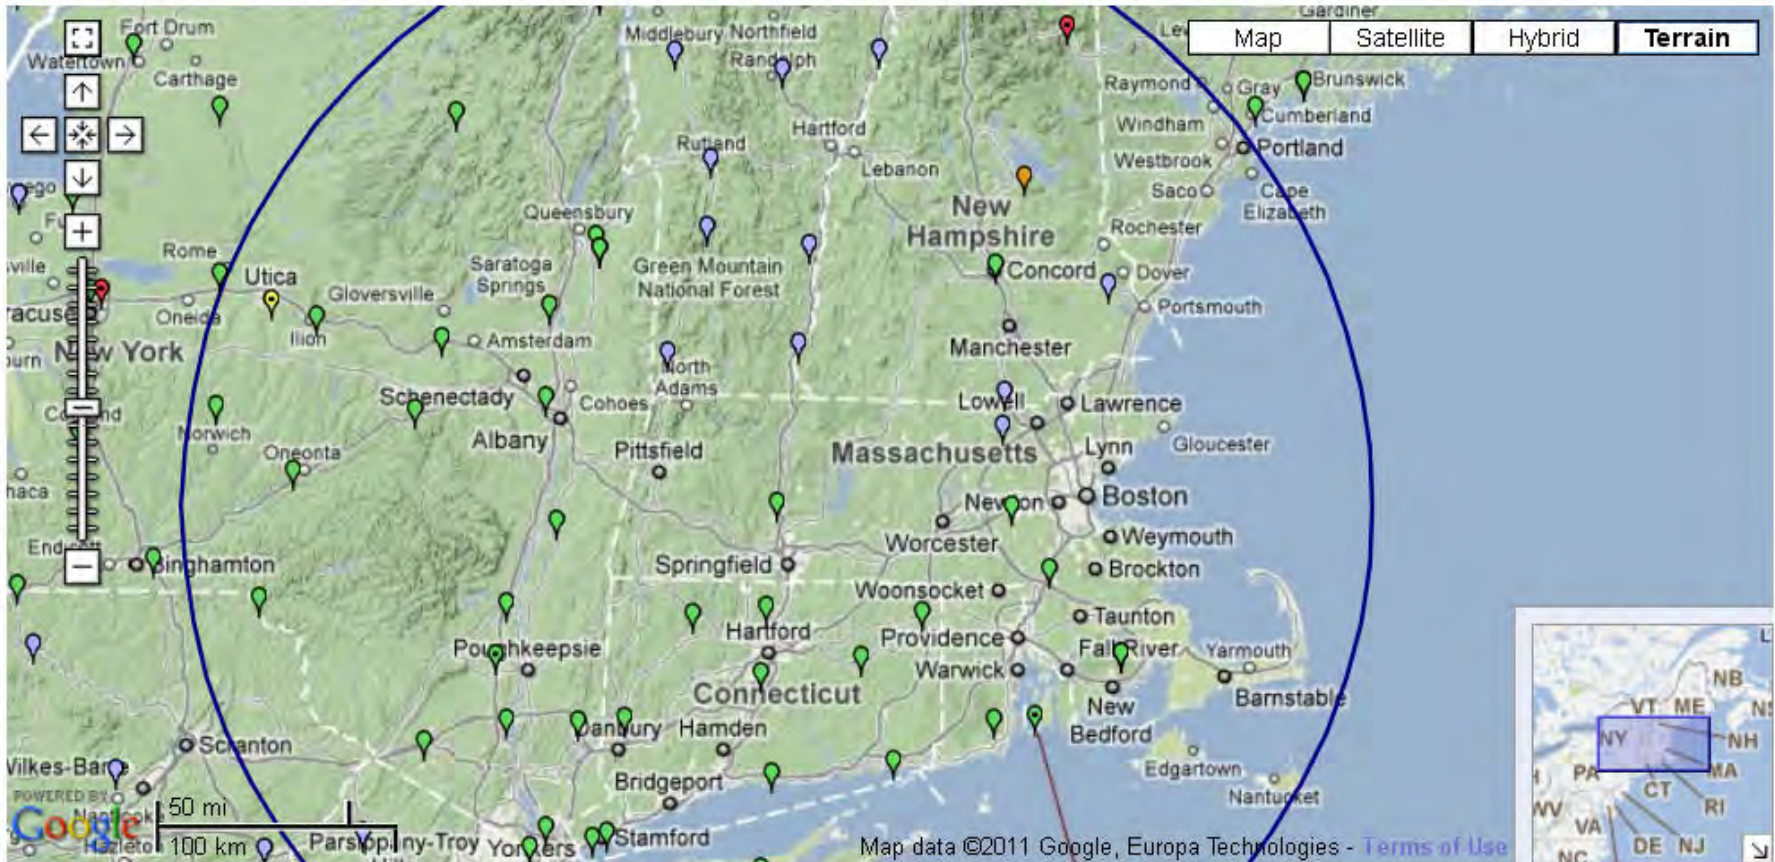 Fort Drum
Middlebury
Northfield
Gardiner
Map
Satellite
Hybrid
Terrain
Watertown
Carthage
Randolph
Raymond
Gray
Brunswick
Cumberland
Rutland
Hartford
Lebanon
Windham
Westbrook
Portland
Saco
Cape
Elizabeth
New
Hampshire
Queensbury
Rochester
Rome
Utica
Saratoga
Springs
Green Mountain
National Forest
Concord
Dover
Gloversville
Oneida
Ilion
Portsmouth
New York
Amsterdam
Manchester
North
Adams
Schenectady
Cohoes
Lowell
Lawrence
Norwich
Albany
Pittsfield
Massachusetts
Lynn
Gloucester
Oneonta
Newton
Boston
Worcester
Weymouth
Binghamton
Springfield
Brockton
Woonsocket
Taunton
Hartford
Providence
Fall River
Yarmouth
Poughkeepsie
Warwick
Barnstable
Connecticut
New
Bedford
Scranton
Danbury
Hamden
Edgartown
Nantucket
Wilkes-Barre
Bridgeport
POWERED BY
Google
50 mi
100 km
Parsippany-Troy
Yonkers
Stamford
Map data ©2011 Google, Europa Technologies - Terms of Use
NB
VT
ME
NY
NH
PA
MA
CT
RI
WV
VA
DE
NJ
NC